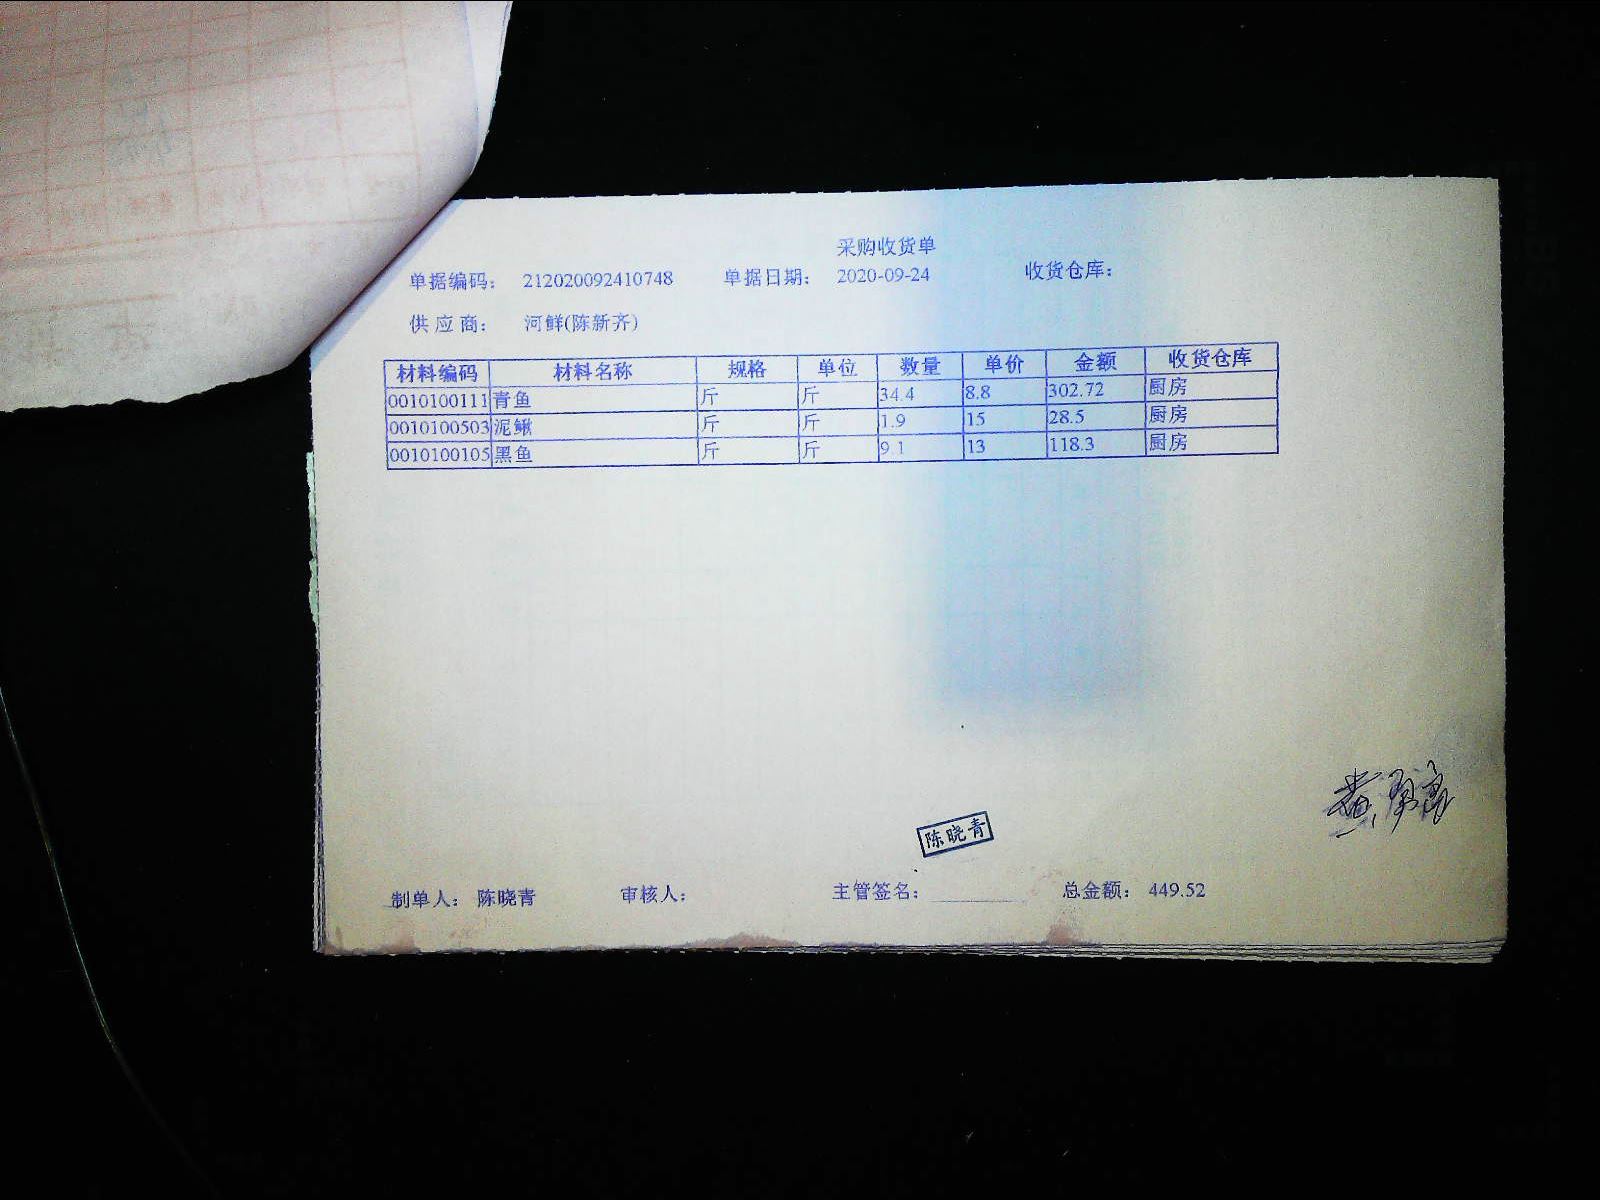 采购收货单
单据编码: 212020092410748 单据日期: 2020-09-24 收货仓库:
供应商: 河鲜(陈新齐)
材料编码 材料名称 规格 单位 数量 单价 金额 收货仓库
0010100111 青鱼 斤 斤 34.4 8.8 302.72 厨房
0010100503 泥鳅 斤 斤 1.9 15 28.5 厨房
0010100105 黑鱼 斤 斤 9.1 13 118.3 厨房
陈晓青
制单人: 陈晓青 审核人: 主管签名: 总金额: 449.52